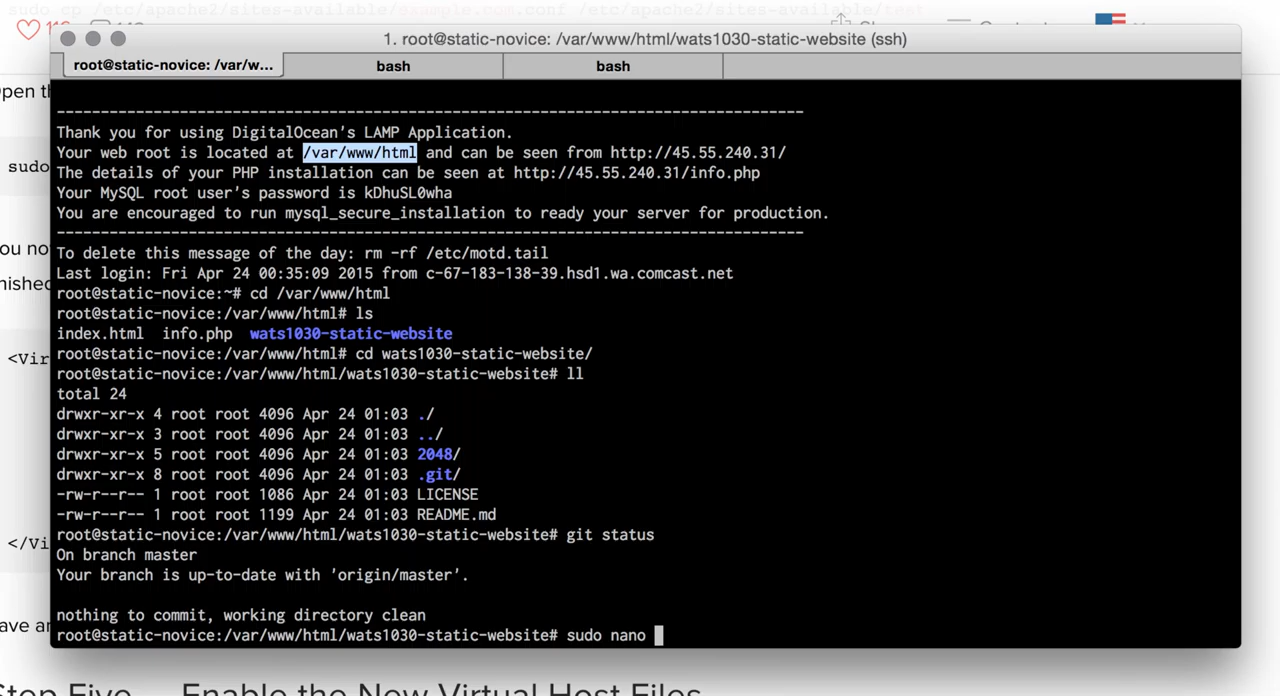 sudo cp /etc/apache2/sites-available/example.com.conf /etc/apache2/sites-available/test
1. root@static-novice: /var/www/html/wats1030-static-website (ssh)
root@static-novice: /var/w...
bash
bash
Open th
sudo
ou no
nished
<Vir
</Vi
ave an
------------------------------------------------------------------------------------
Thank you for using DigitalOcean's LAMP Application.
Your web root is located at /var/www/html and can be seen from http://45.55.240.31/
The details of your PHP installation can be seen at http://45.55.240.31/info.php
Your MySQL root user's password is kDhuSL0wha
You are encouraged to run mysql_secure_installation to ready your server for production.
------------------------------------------------------------------------------------
To delete this message of the day: rm -rf /etc/motd.tail
Last login: Fri Apr 24 00:35:09 2015 from c-67-183-138-39.hsd1.wa.comcast.net
root@static-novice:~# cd /var/www/html
root@static-novice:/var/www/html# ls
index.html  info.php  wats1030-static-website
root@static-novice:/var/www/html# cd wats1030-static-website/
root@static-novice:/var/www/html/wats1030-static-website# ll
total 24
drwxr-xr-x 4 root root 4096 Apr 24 01:03 ./
drwxr-xr-x 3 root root 4096 Apr 24 01:03 ../
drwxr-xr-x 5 root root 4096 Apr 24 01:03 2048/
drwxr-xr-x 8 root root 4096 Apr 24 01:03 .git/
-rw-r--r-- 1 root root 1086 Apr 24 01:03 LICENSE
-rw-r--r-- 1 root root 1199 Apr 24 01:03 README.md
root@static-novice:/var/www/html/wats1030-static-website# git status
On branch master
Your branch is up-to-date with 'origin/master'.
nothing to commit, working directory clean
root@static-novice:/var/www/html/wats1030-static-website# sudo nano
Step Five — Enable the New Virtual Host Files